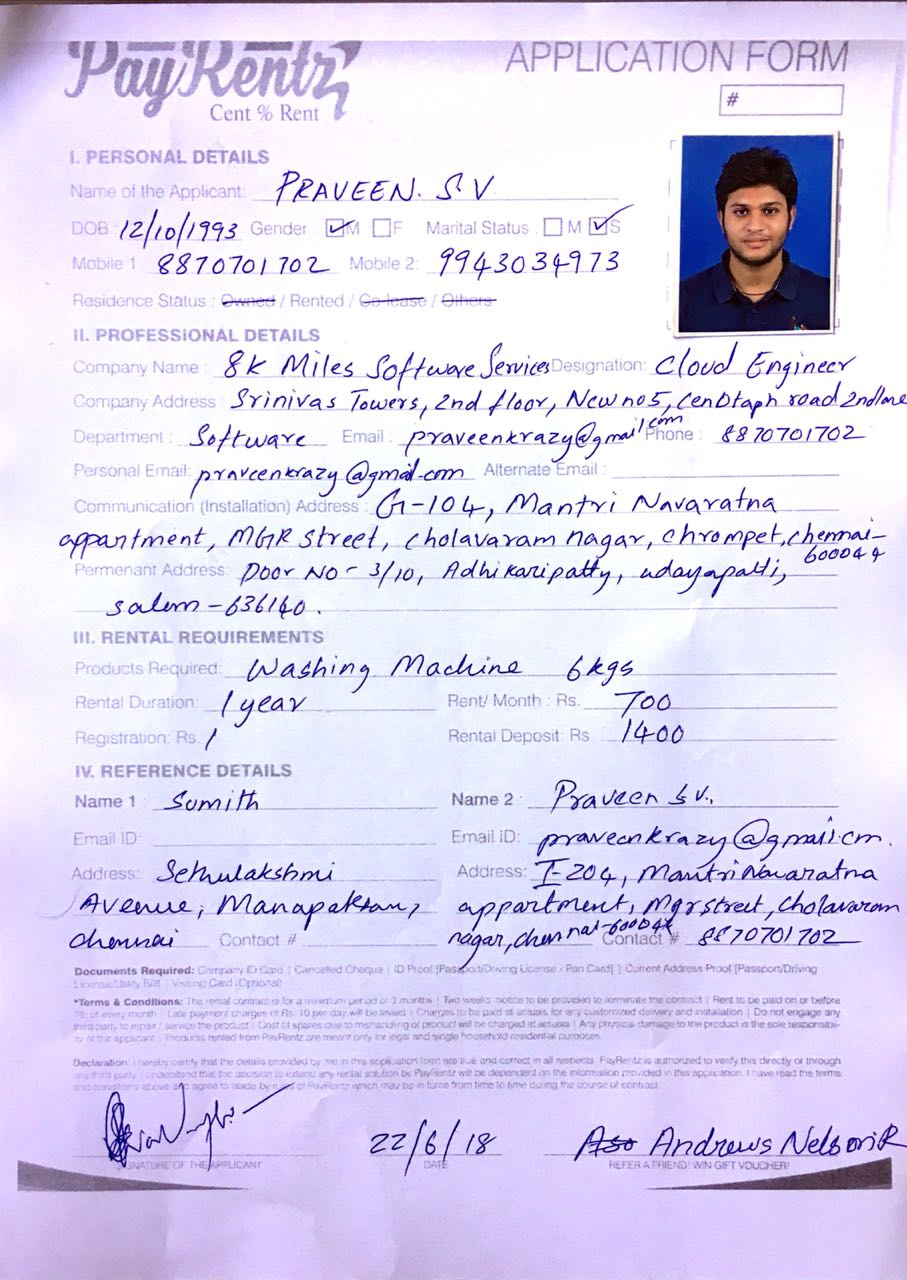 PayRentz
Cent % Rent
APPLICATION FORM
#
I. PERSONAL DETAILS
Name of the Applicant: PRAVEEN. S V
DOB 12/10/1993 Gender : M F Marital Status : M S
Mobile 1 8870701702 Mobile 2: 9943034973
Residence Status : Owned / Rented / Co-lease / Others
II. PROFESSIONAL DETAILS
Company Name : 8K Miles Software Services Designation: Cloud Engineer
Company Address Srinivas Towers, 2nd floor, New no 5, Cenotaph road 2nd lane
Department : Software Email : praveenkrazy@gmail.com Phone : 8870701702
Personal Email: praveenkrazy@gmail.com Alternate Email :
Communication (Installation) Address : G-104, Mantri Navaratna
appartment, MGR Street, cholavaram nagar, chrompet, chennai-600044
Permenant Address: Door No - 3/10, Adhikaripatty, udayapatti,
salem - 636140.
III. RENTAL REQUIREMENTS
Products Required: Washing Machine 6kgs
Rental Duration: 1 year Rent/ Month : Rs. 700
Registration: Rs. / Rental Deposit: Rs 1400
IV. REFERENCE DETAILS
Name 1 : Sumith Name 2 : Praveen S V.,
Email ID: Email ID: praveenkrazy@gmail.cm.
Address: Sethulakshmi Address: I-204, Mantri Navaratna
Avenue, Manapakkam, appartment, Mgr street, cholavaram
chennai Contact # nagar, chennai-600044 Contact # 8870701702
Documents Required: Company ID Card | Cancelled Cheque | ID Proof [Passport/Driving License / Pan Card] | Current Address Proof [Passport/Driving
License/Utility Bill] | Visiting Card (Optional)
*Terms & Conditions: The rental contract is for a minimum period of 3 months | Two weeks notice to be provided to terminate the contract | Rent to be paid on or before
7th of every month | Late payment charges of Rs. 10 per day will be levied | Charges to be paid at actuals for any customized delivery and installation | Do not engage any
third party to repair / service the product | Cost of spares due to mishandling of product will be charged at actuals | Any physical damage to the product is the sole responsibi-
ty of the applicant | Products rented from PayRentz are meant only for legal and single household residential purposes.
Declaration: I hereby certify that the details provided by me in this application form are true and correct in all respects. PayRentz is authorized to verify this directly or through
any third party. I understand that the decision to extend any rental solution by PayRentz will be dependent on the information provided in this application. I have read the terms
and conditions above and agree to abide by rules of PayRentz which may be in force from time to time during the course of contract
22/6/18 Andrews Nelson R
SIGNATURE OF THE APPLICANT DATE REFER A FRIEND! WIN GIFT VOUCHER!